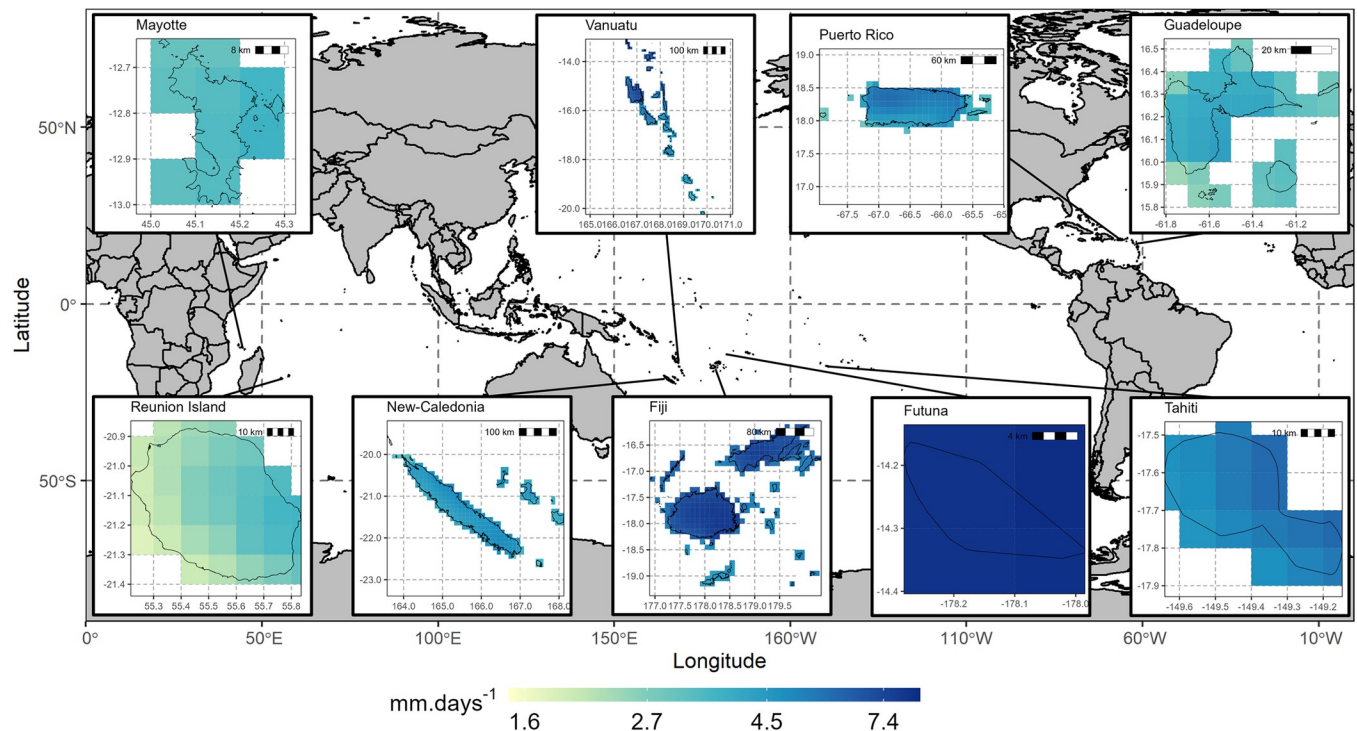 Mayotte
8 km
-12.7
-12.8
-12.9
-13.0
45.0 45.1 45.2 45.3
Vanuatu
100 km
-14.0
-16.0
-18.0
-20.0
165.0166.0167.0168.0169.0170.0171.0
Puerto Rico
60 km
19.0
18.5
18.0
17.5
17.0
-67.5 -67.0 -66.5 -66.0 -65.5 -65
Guadeloupe
20 km
16.5
16.4
16.3
16.2
16.1
16.0
15.9
15.8
-61.8 -61.6 -61.4 -61.2
50°N
0°
50°S
Latitude
Reunion Island
10 km
-20.9
-21.0
-21.1
-21.2
-21.3
-21.4
55.3 55.4 55.5 55.6 55.7 55.8
New-Caledonia
100 km
-20.0
-21.0
-22.0
-23.0
164.0 165.0 166.0 167.0 168.0
Fiji
80 km
-16.5
-17.0
-17.5
-18.0
-18.5
-19.0
177.0 177.5 178.0 178.5 179.0 179.5
Futuna
4 km
-14.2
-14.3
-14.4
-178.2 -178.1 -178.0
Tahiti
10 km
-17.5
-17.6
-17.7
-17.8
-17.9
-149.6 -149.5 -149.4 -149.3 -149.2
0° 50°E 100°E 150°E 160°W 110°W 60°W 10°W
Longitude
mm.days⁻¹
1.6 2.7 4.5 7.4